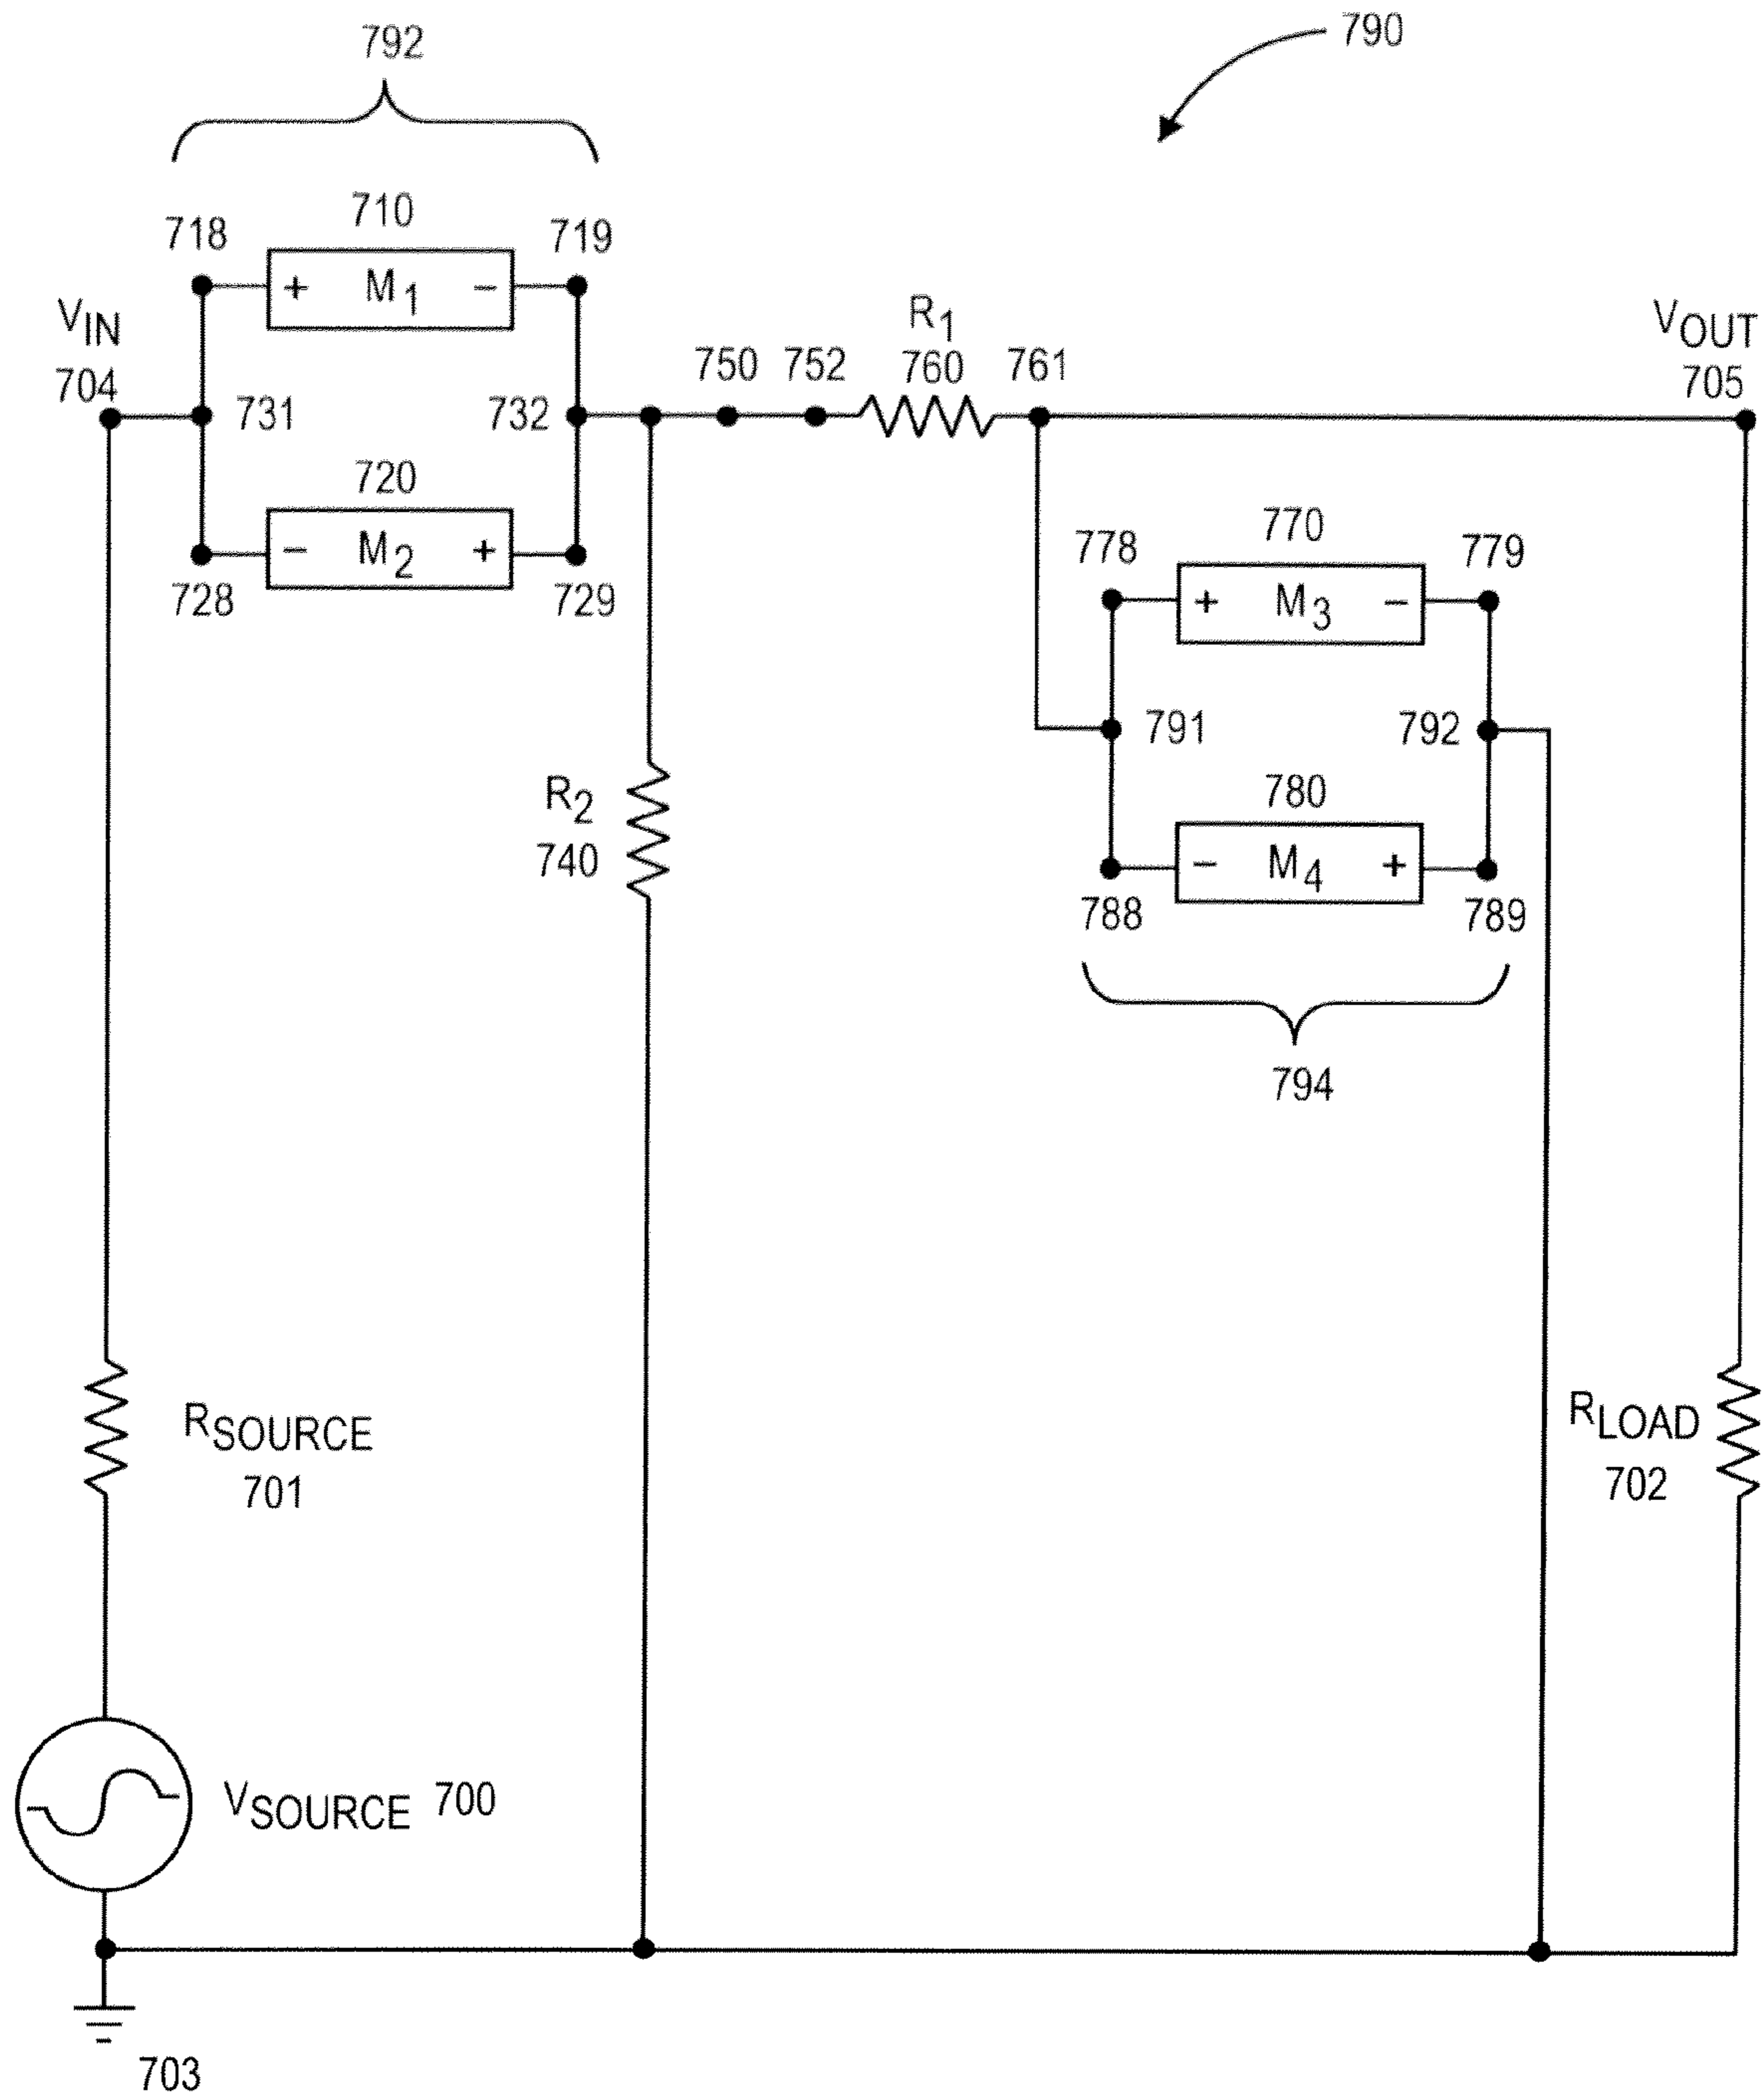 790
792
718
710
719
+ M1 −
VIN
704
731
732
750
752
R1
760
761
VOUT
705
720
− M2 +
728
729
778
770
779
+ M3 −
791
792
R2
740
780
− M4 +
788
789
794
RSOURCE
701
RLOAD
702
VSOURCE 700
703